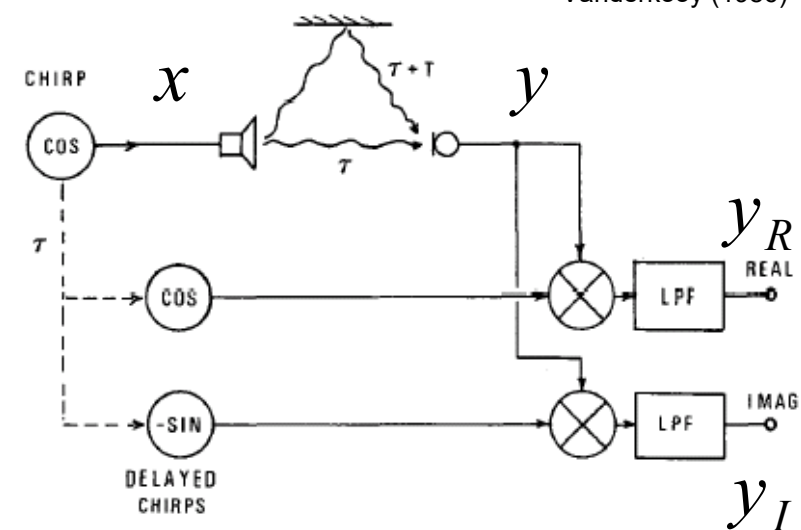 CHIRP
x
y
τ + T
COS
τ
τ
y_R
REAL
COS
LPF
-SIN
LPF
IMAG
DELAYED
CHIRPS
y_I